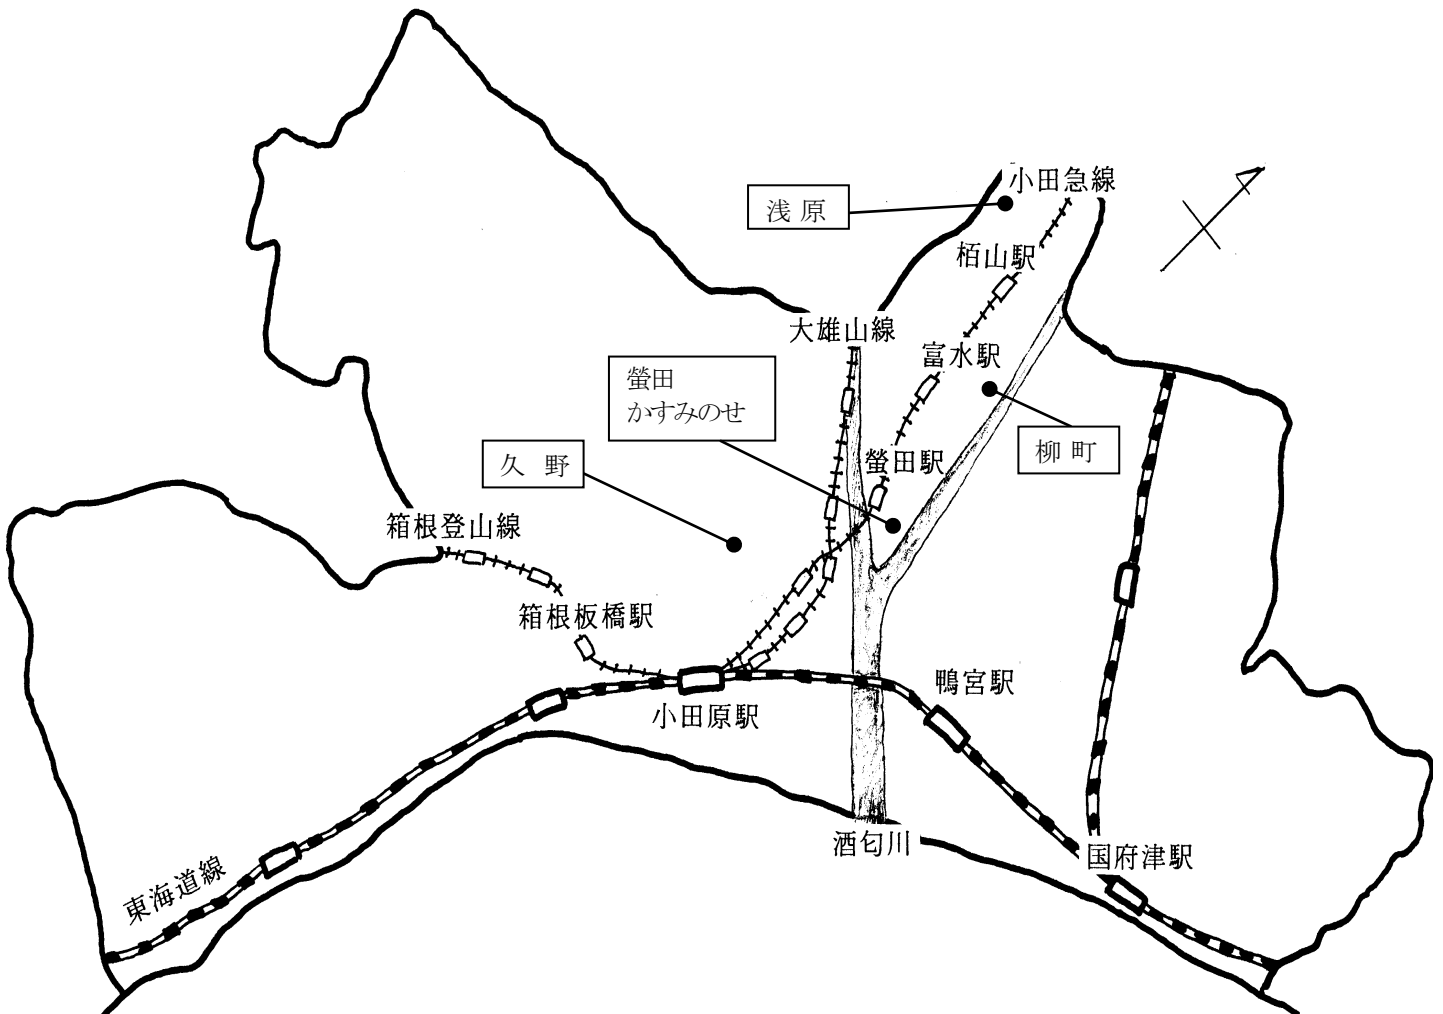 小田急線
浅 原
栢山駅
大雄山線
富水駅
螢田
かすみのせ
久 野
螢田駅
柳 町
箱根登山線
箱根板橋駅
鴨宮駅
小田原駅
酒匂川
国府津駅
東海道線